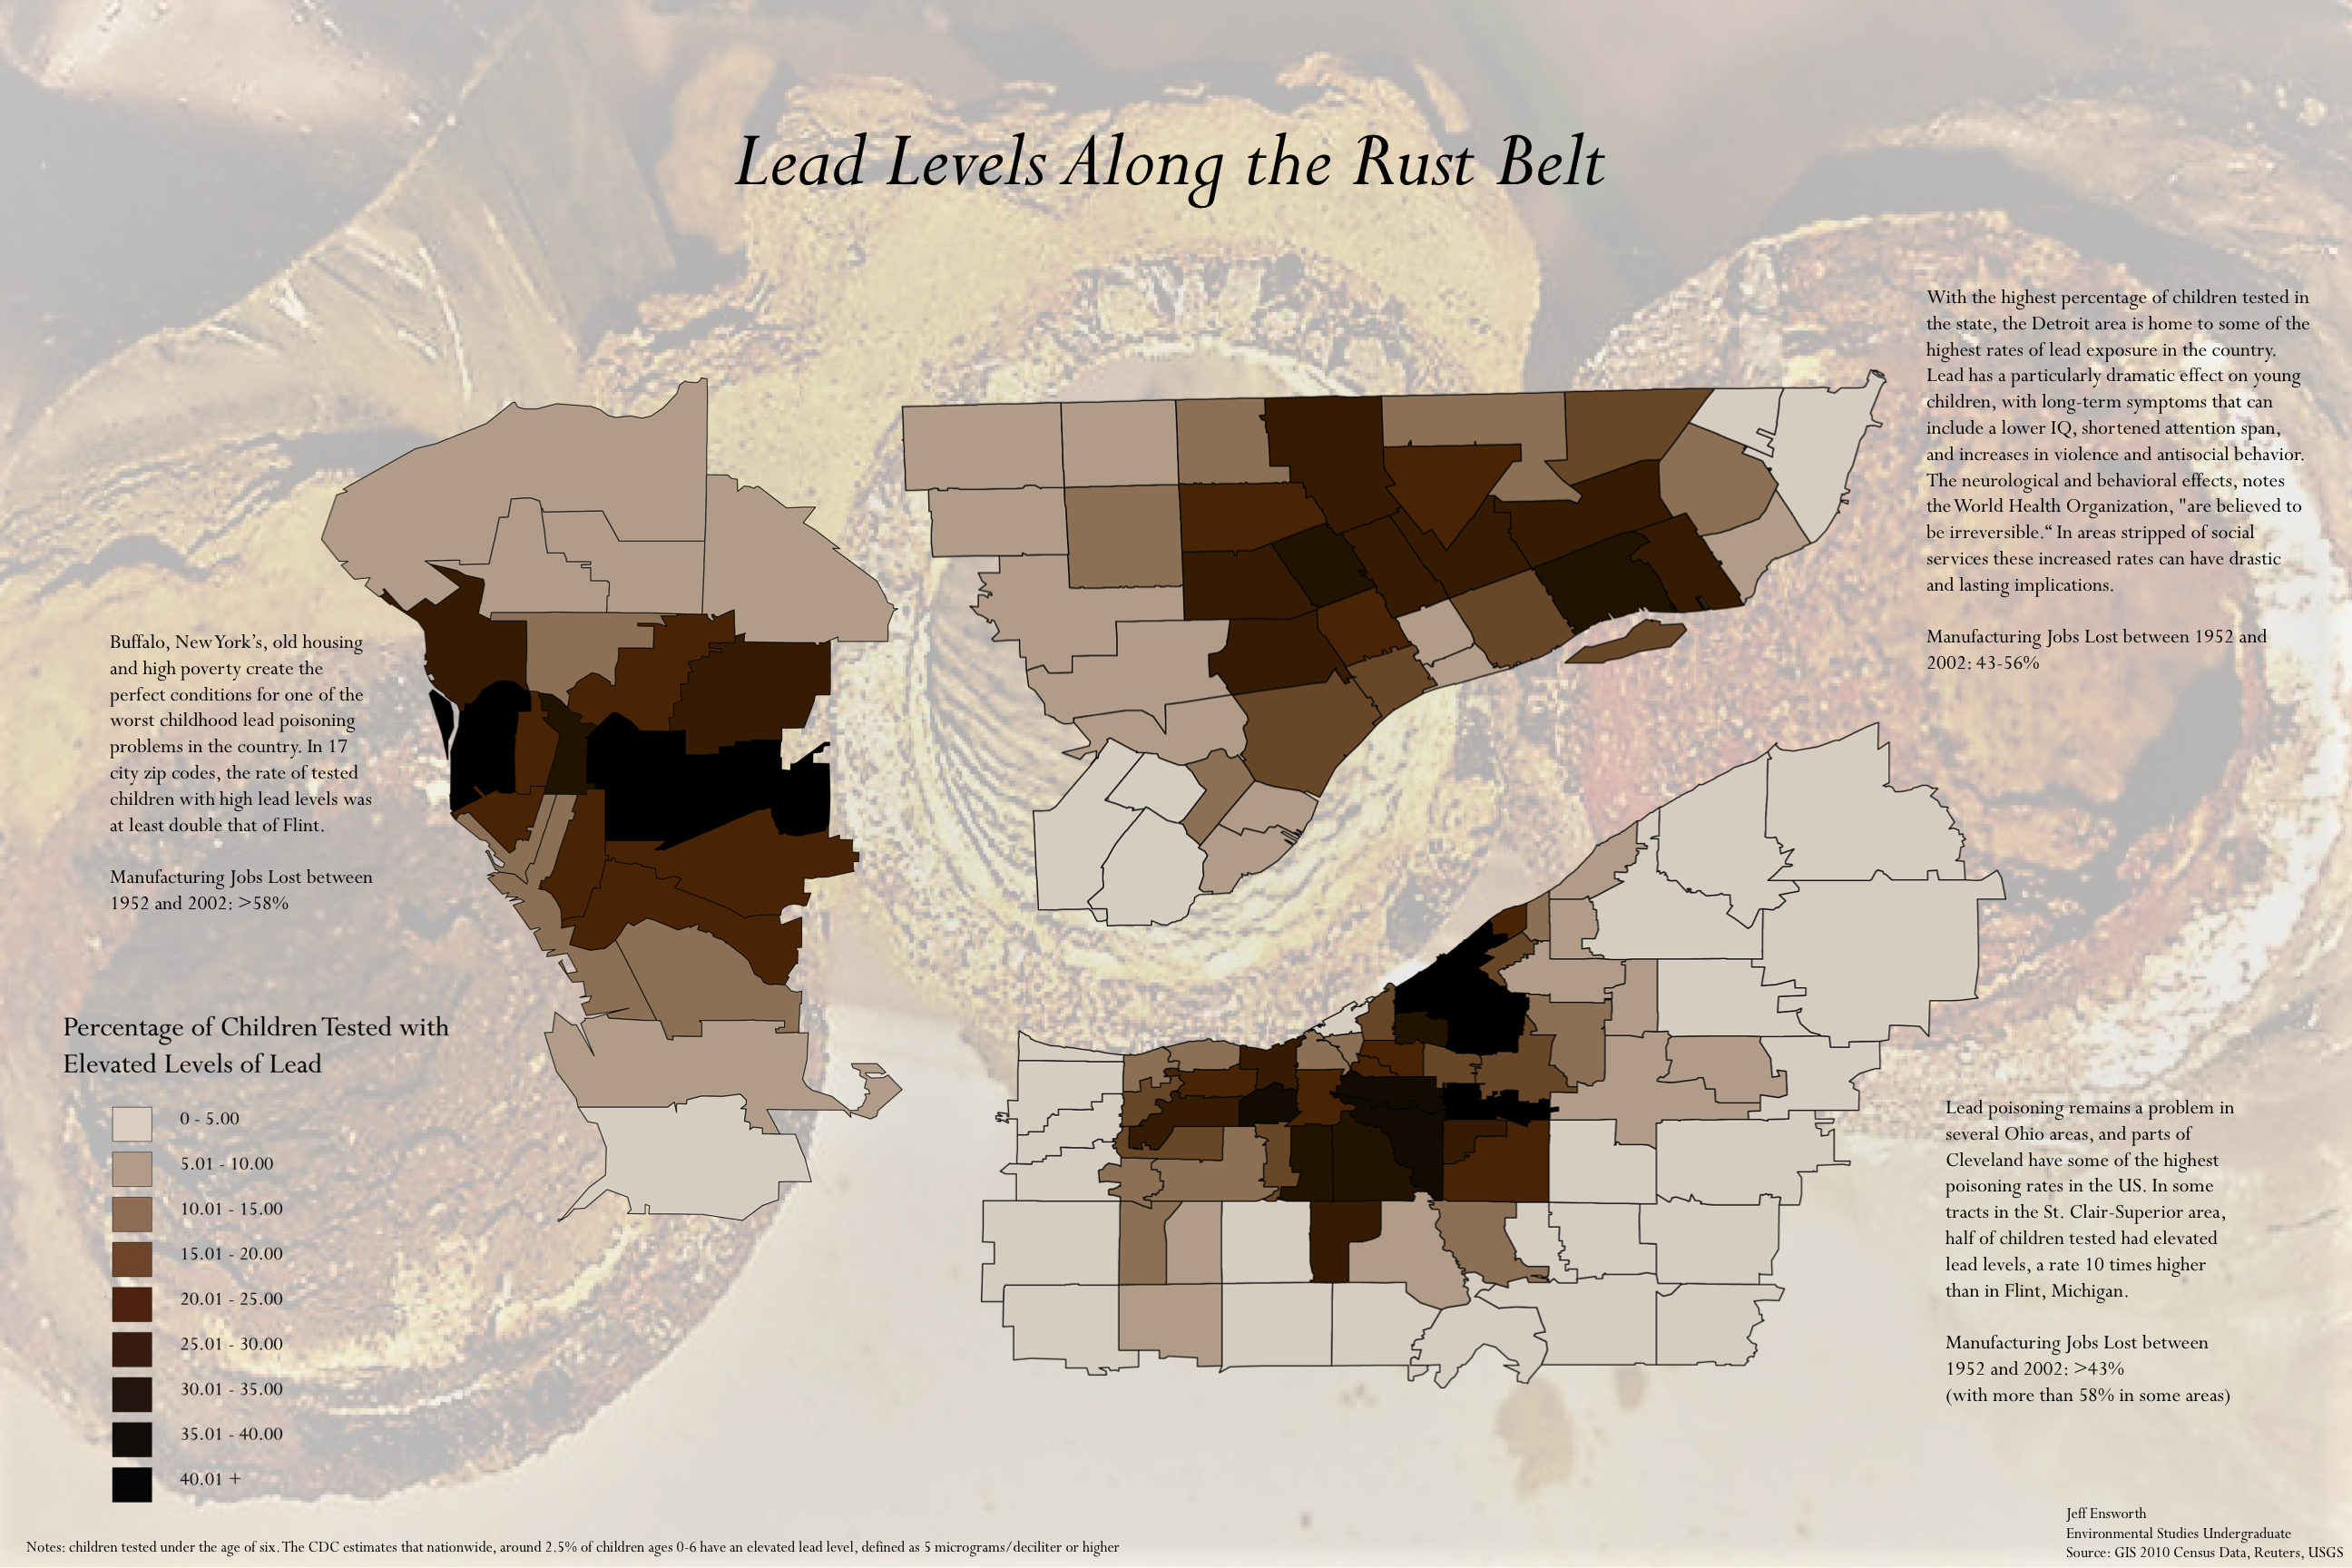 Lead Levels Along the Rust Belt
With the highest percentage of children tested in
the state, the Detroit area is home to some of the
highest rates of lead exposure in the country.
Lead has a particularly dramatic effect on young
children, with long-term symptoms that can
include a lower IQ, shortened attention span,
and increases in violence and antisocial behavior.
The neurological and behavioral effects, notes
the World Health Organization, "are believed to
be irreversible.“ In areas stripped of social
services these increased rates can have drastic
and lasting implications.
Manufacturing Jobs Lost between 1952 and
2002: 43-56%
Buffalo, New York’s, old housing
and high poverty create the
perfect conditions for one of the
worst childhood lead poisoning
problems in the country. In 17
city zip codes, the rate of tested
children with high lead levels was
at least double that of Flint.
Manufacturing Jobs Lost between
1952 and 2002: >58%
Percentage of Children Tested with
Elevated Levels of Lead
0 - 5.00
5.01 - 10.00
10.01 - 15.00
15.01 - 20.00
20.01 - 25.00
25.01 - 30.00
30.01 - 35.00
35.01 - 40.00
40.01 +
Lead poisoning remains a problem in
several Ohio areas, and parts of
Cleveland have some of the highest
poisoning rates in the US. In some
tracts in the St. Clair-Superior area,
half of children tested had elevated
lead levels, a rate 10 times higher
than in Flint, Michigan.
Manufacturing Jobs Lost between
1952 and 2002: >43%
(with more than 58% in some areas)
Notes: children tested under the age of six. The CDC estimates that nationwide, around 2.5% of children ages 0-6 have an elevated lead level, defined as 5 micrograms/deciliter or higher
Jeff Ensworth
Environmental Studies Undergraduate
Source: GIS 2010 Census Data, Reuters, USGS